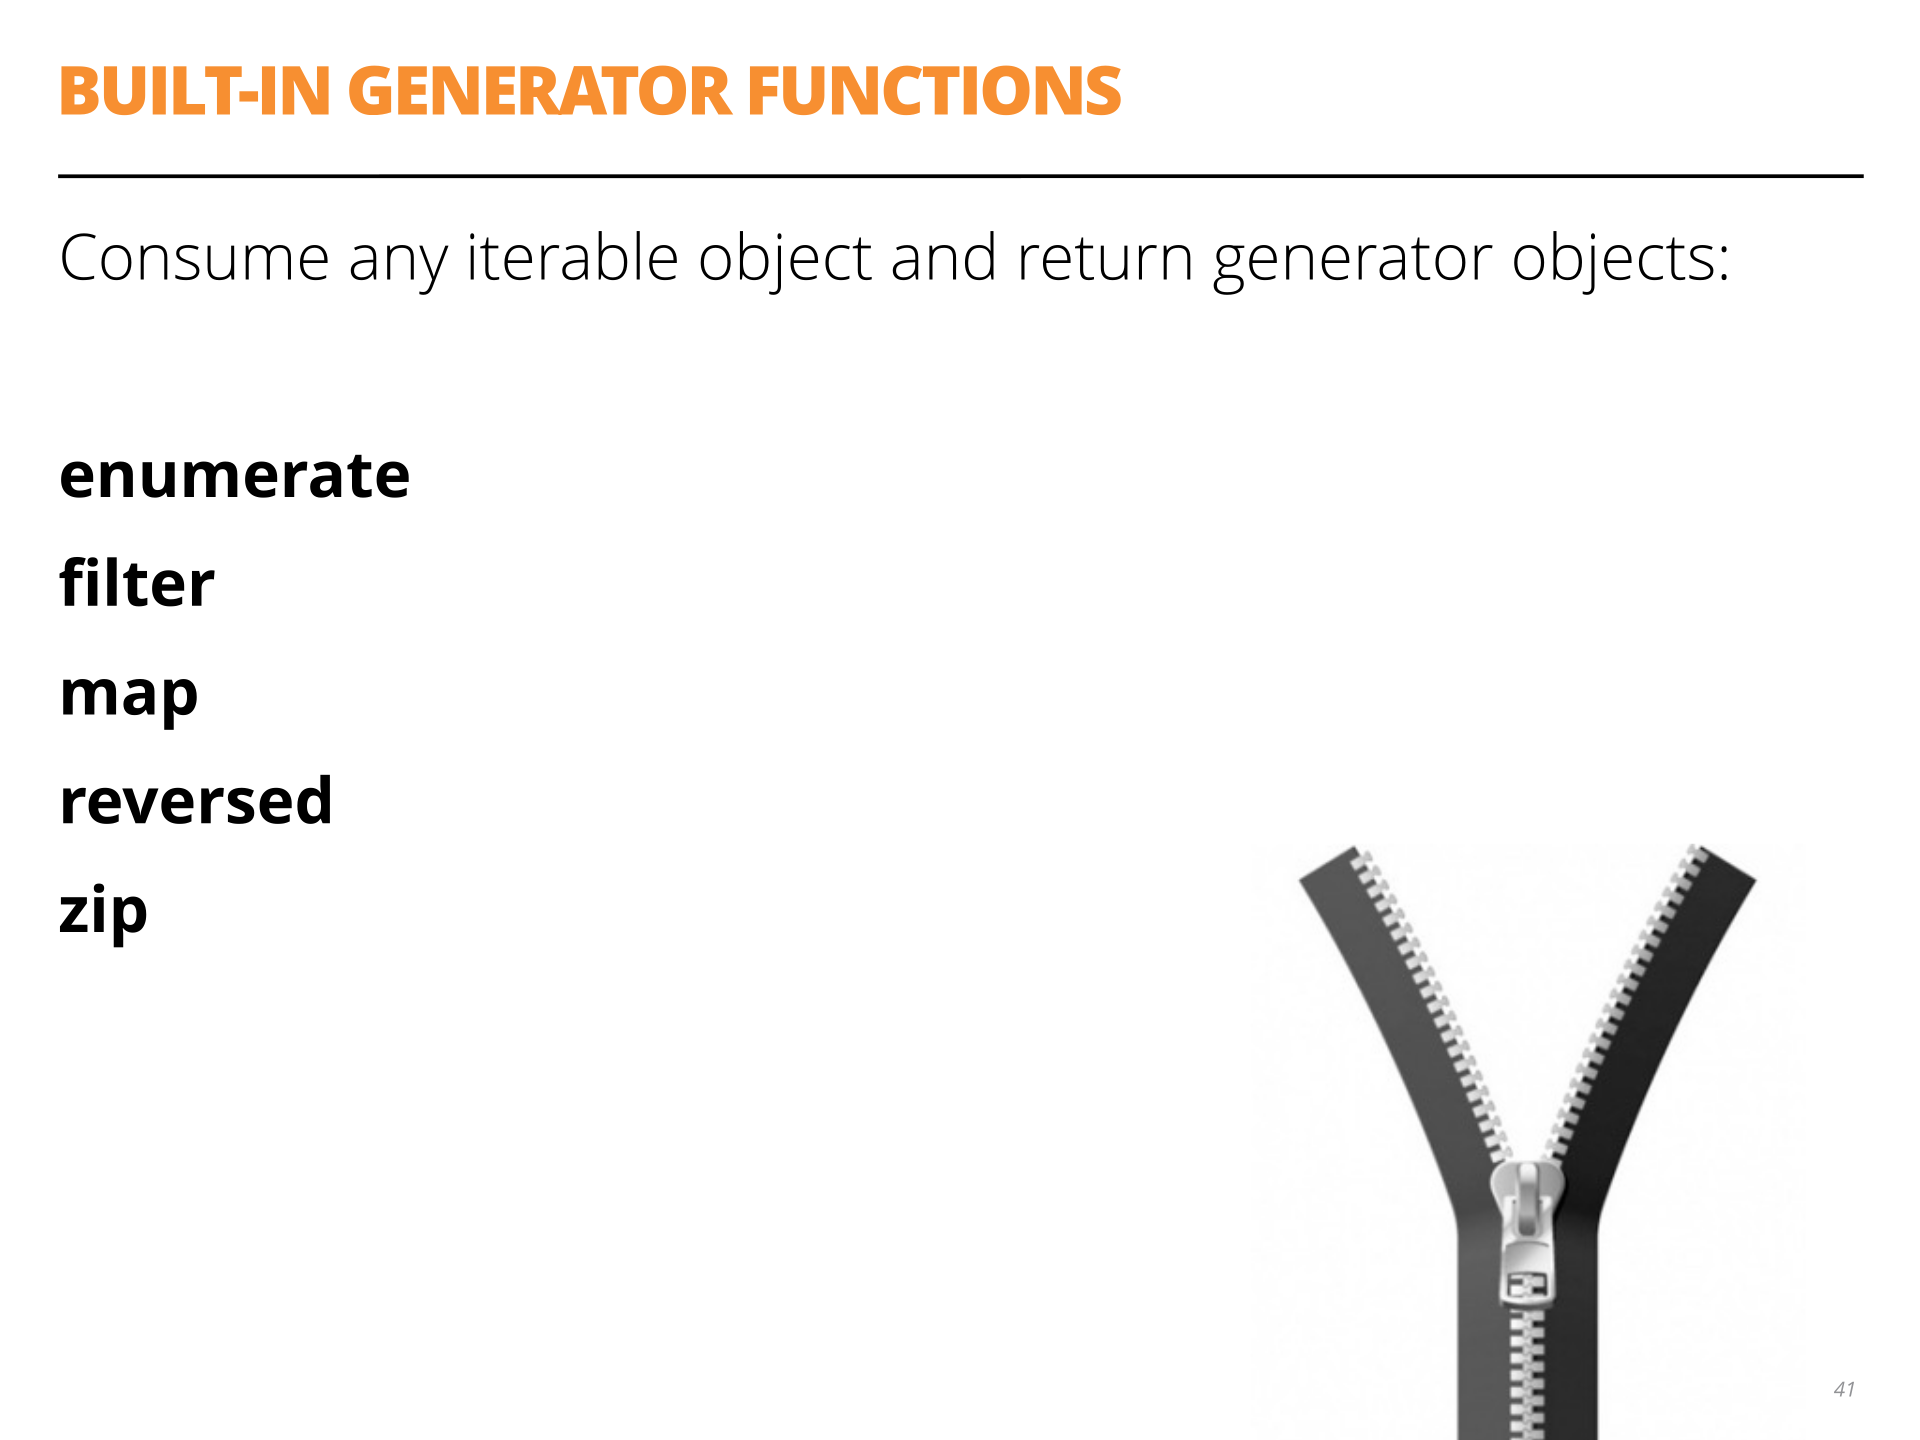 BUILT-IN GENERATOR FUNCTIONS
Consume any iterable object and return generator objects:
enumerate
filter
map
reversed
zip
41